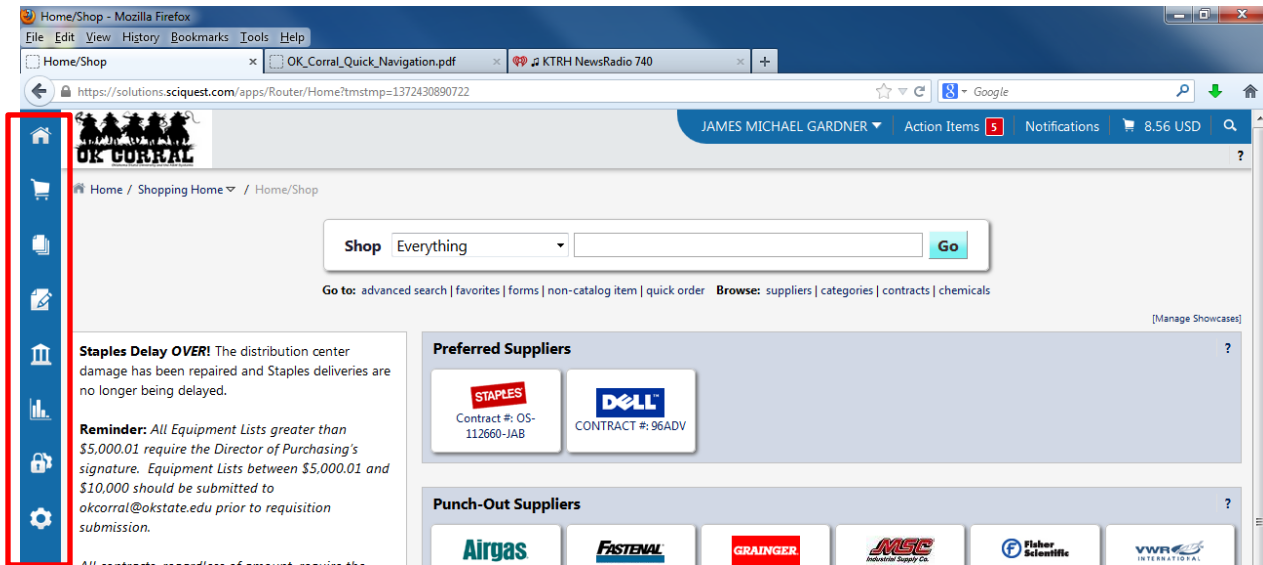 Home/Shop - Mozilla Firefox
File Edit View History Bookmarks Tools Help
Home/Shop × OK_Corral_Quick_Navigation.pdf × KTRH NewsRadio 740 × +
https://solutions.sciquest.com/apps/Router/Home?tmstmp=1372430890722 Google
OK CORRAL
JAMES MICHAEL GARDNER Action Items 5 Notifications 8.56 USD
?
Home / Shopping Home / Home/Shop
Shop Everything Go
Go to: advanced search | favorites | forms | non-catalog item | quick order Browse: suppliers | categories | contracts | chemicals
[Manage Showcases]
Staples Delay OVER! The distribution center
damage has been repaired and Staples deliveries are
no longer being delayed.
Reminder: All Equipment Lists greater than
$5,000.01 require the Director of Purchasing's
signature. Equipment Lists between $5,000.01 and
$10,000 should be submitted to
okcorral@okstate.edu prior to requisition
submission.
All contracts, regardless of amount, require the
Preferred Suppliers ?
STAPLES
Contract #: OS-
112660-JAB
DELL
CONTRACT #: 96ADV
Punch-Out Suppliers ?
Airgas
FASTENAL
GRAINGER
MSC
Industrial Supply Co.
Fisher
Scientific
VWR
INTERNATIONAL